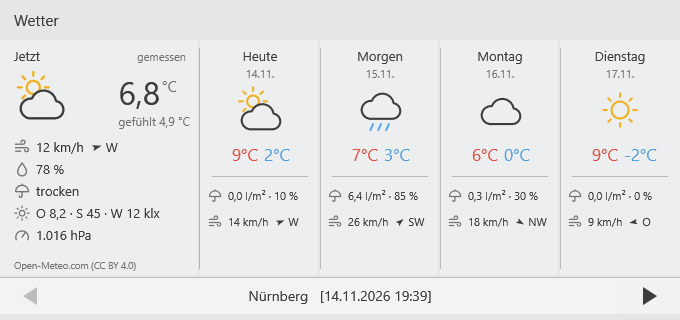 Wetter
Jetzt gemessen
6,8 °C
gefühlt 4,9 °C
12 km/h W
78 %
trocken
O 8,2 · S 45 · W 12 klx
1.016 hPa
Open-Meteo.com (CC BY 4.0)
Heute
14.11.
9°C 2°C
0,0 l/m² · 10 %
14 km/h W
Morgen
15.11.
7°C 3°C
6,4 l/m² · 85 %
26 km/h SW
Montag
16.11.
6°C 0°C
0,3 l/m² · 30 %
18 km/h NW
Dienstag
17.11.
9°C -2°C
0,0 l/m² · 0 %
9 km/h O
Nürnberg [14.11.2026 19:39]